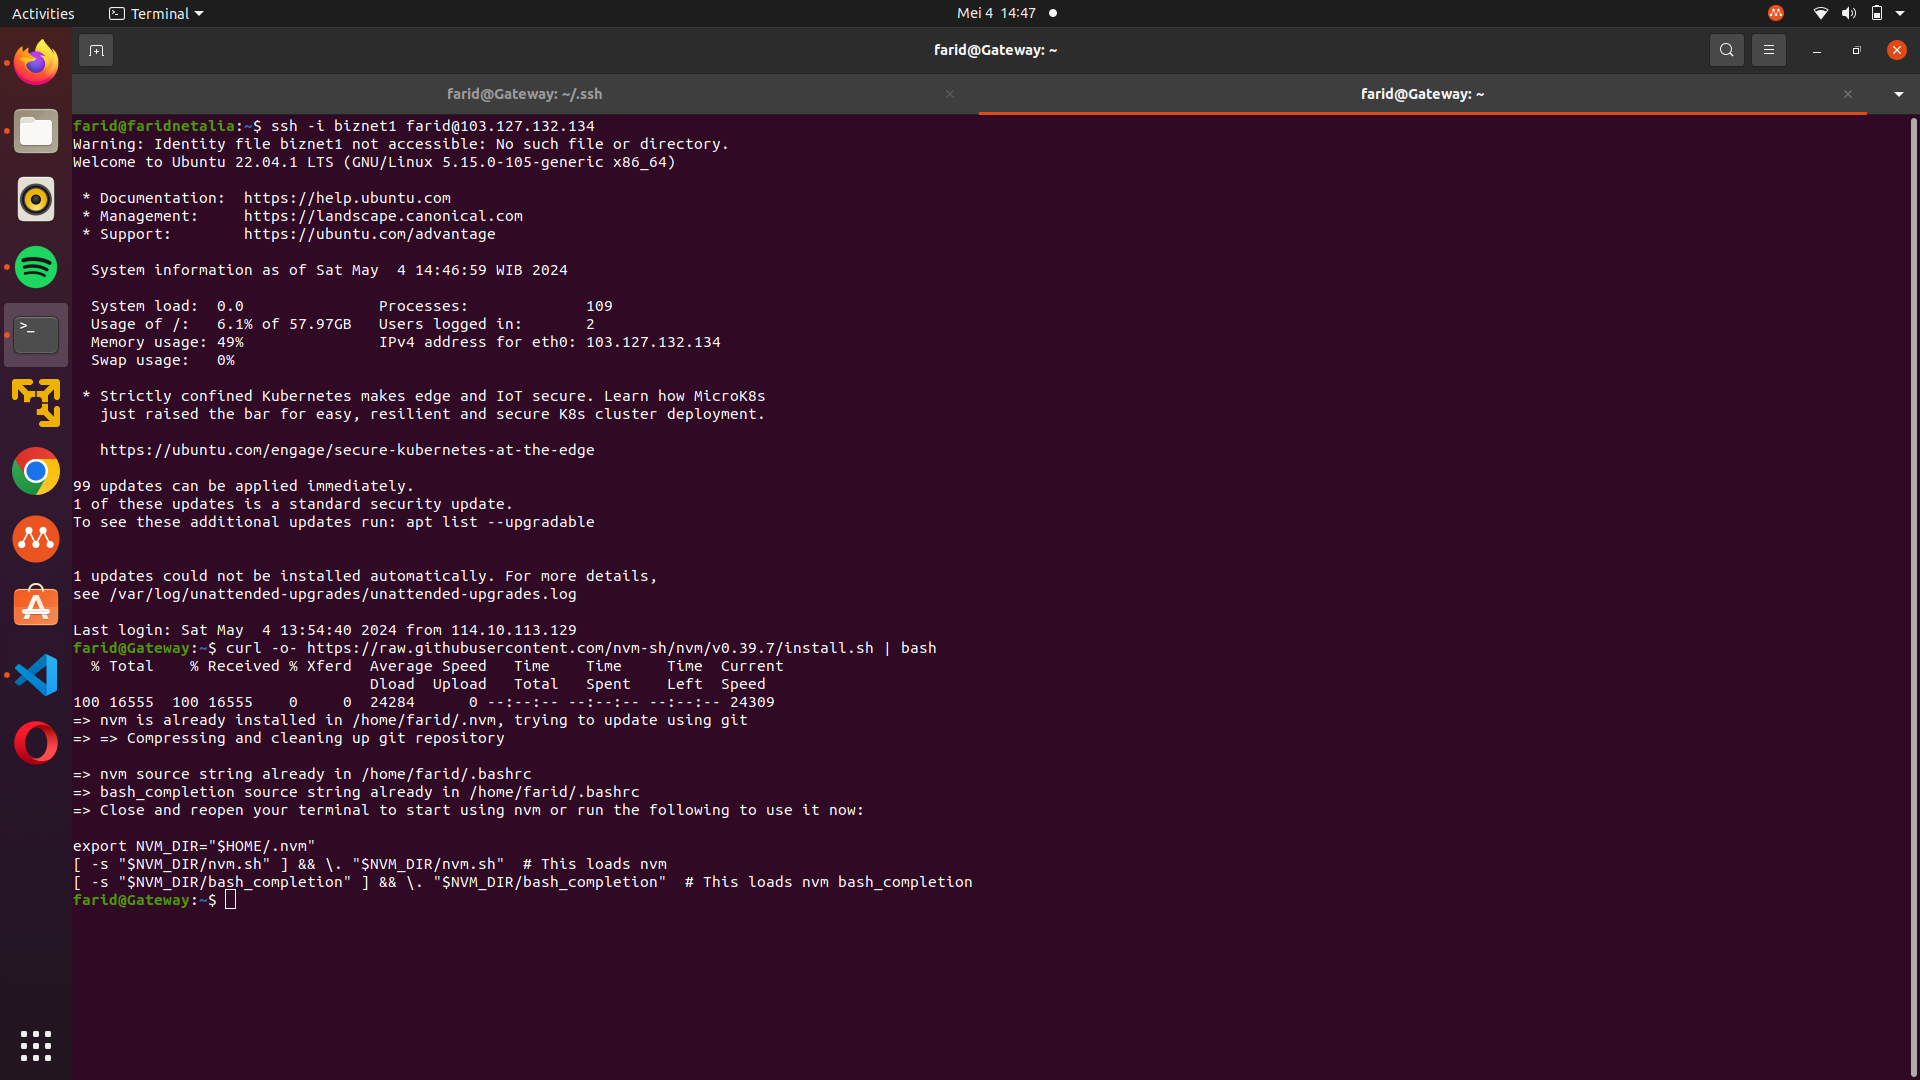 Activities
Terminal
Mei 4 14:47
farid@Gateway: ~
farid@Gateway: ~/.ssh
farid@Gateway: ~
farid@faridnetalia:~$ ssh -i biznet1 farid@103.127.132.134
Warning: Identity file biznet1 not accessible: No such file or directory.
Welcome to Ubuntu 22.04.1 LTS (GNU/Linux 5.15.0-105-generic x86_64)
* Documentation:  https://help.ubuntu.com
* Management:     https://landscape.canonical.com
* Support:        https://ubuntu.com/advantage
System information as of Sat May  4 14:46:59 WIB 2024
System load:  0.0               Processes:             109
Usage of /:   6.1% of 57.97GB   Users logged in:       2
Memory usage: 49%               IPv4 address for eth0: 103.127.132.134
Swap usage:   0%
* Strictly confined Kubernetes makes edge and IoT secure. Learn how MicroK8s
just raised the bar for easy, resilient and secure K8s cluster deployment.
https://ubuntu.com/engage/secure-kubernetes-at-the-edge
99 updates can be applied immediately.
1 of these updates is a standard security update.
To see these additional updates run: apt list --upgradable
1 updates could not be installed automatically. For more details,
see /var/log/unattended-upgrades/unattended-upgrades.log
Last login: Sat May  4 13:54:40 2024 from 114.10.113.129
farid@Gateway:~$ curl -o- https://raw.githubusercontent.com/nvm-sh/nvm/v0.39.7/install.sh | bash
% Total    % Received % Xferd  Average Speed   Time    Time     Time  Current
Dload  Upload   Total   Spent    Left  Speed
100 16555  100 16555    0     0  24284      0 --:--:-- --:--:-- --:--:-- 24309
=> nvm is already installed in /home/farid/.nvm, trying to update using git
=> => Compressing and cleaning up git repository
=> nvm source string already in /home/farid/.bashrc
=> bash_completion source string already in /home/farid/.bashrc
=> Close and reopen your terminal to start using nvm or run the following to use it now:
export NVM_DIR="$HOME/.nvm"
[ -s "$NVM_DIR/nvm.sh" ] && \. "$NVM_DIR/nvm.sh"  # This loads nvm
[ -s "$NVM_DIR/bash_completion" ] && \. "$NVM_DIR/bash_completion"  # This loads nvm bash_completion
farid@Gateway:~$